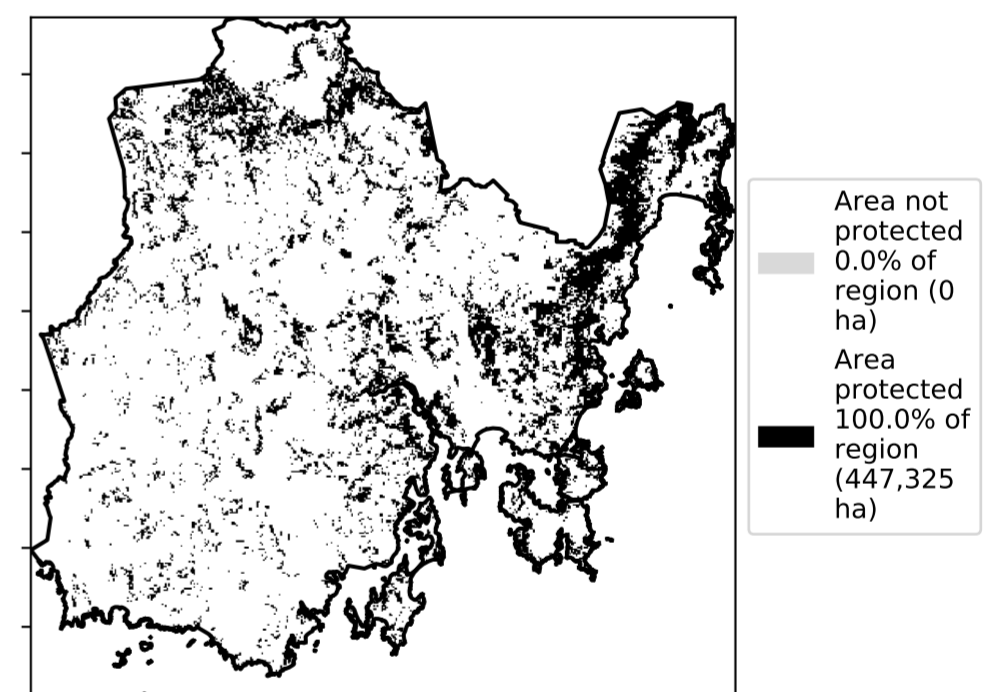 Area not
protected
0.0% of
region (0
ha)
Area
protected
100.0% of
region
(447,325
ha)